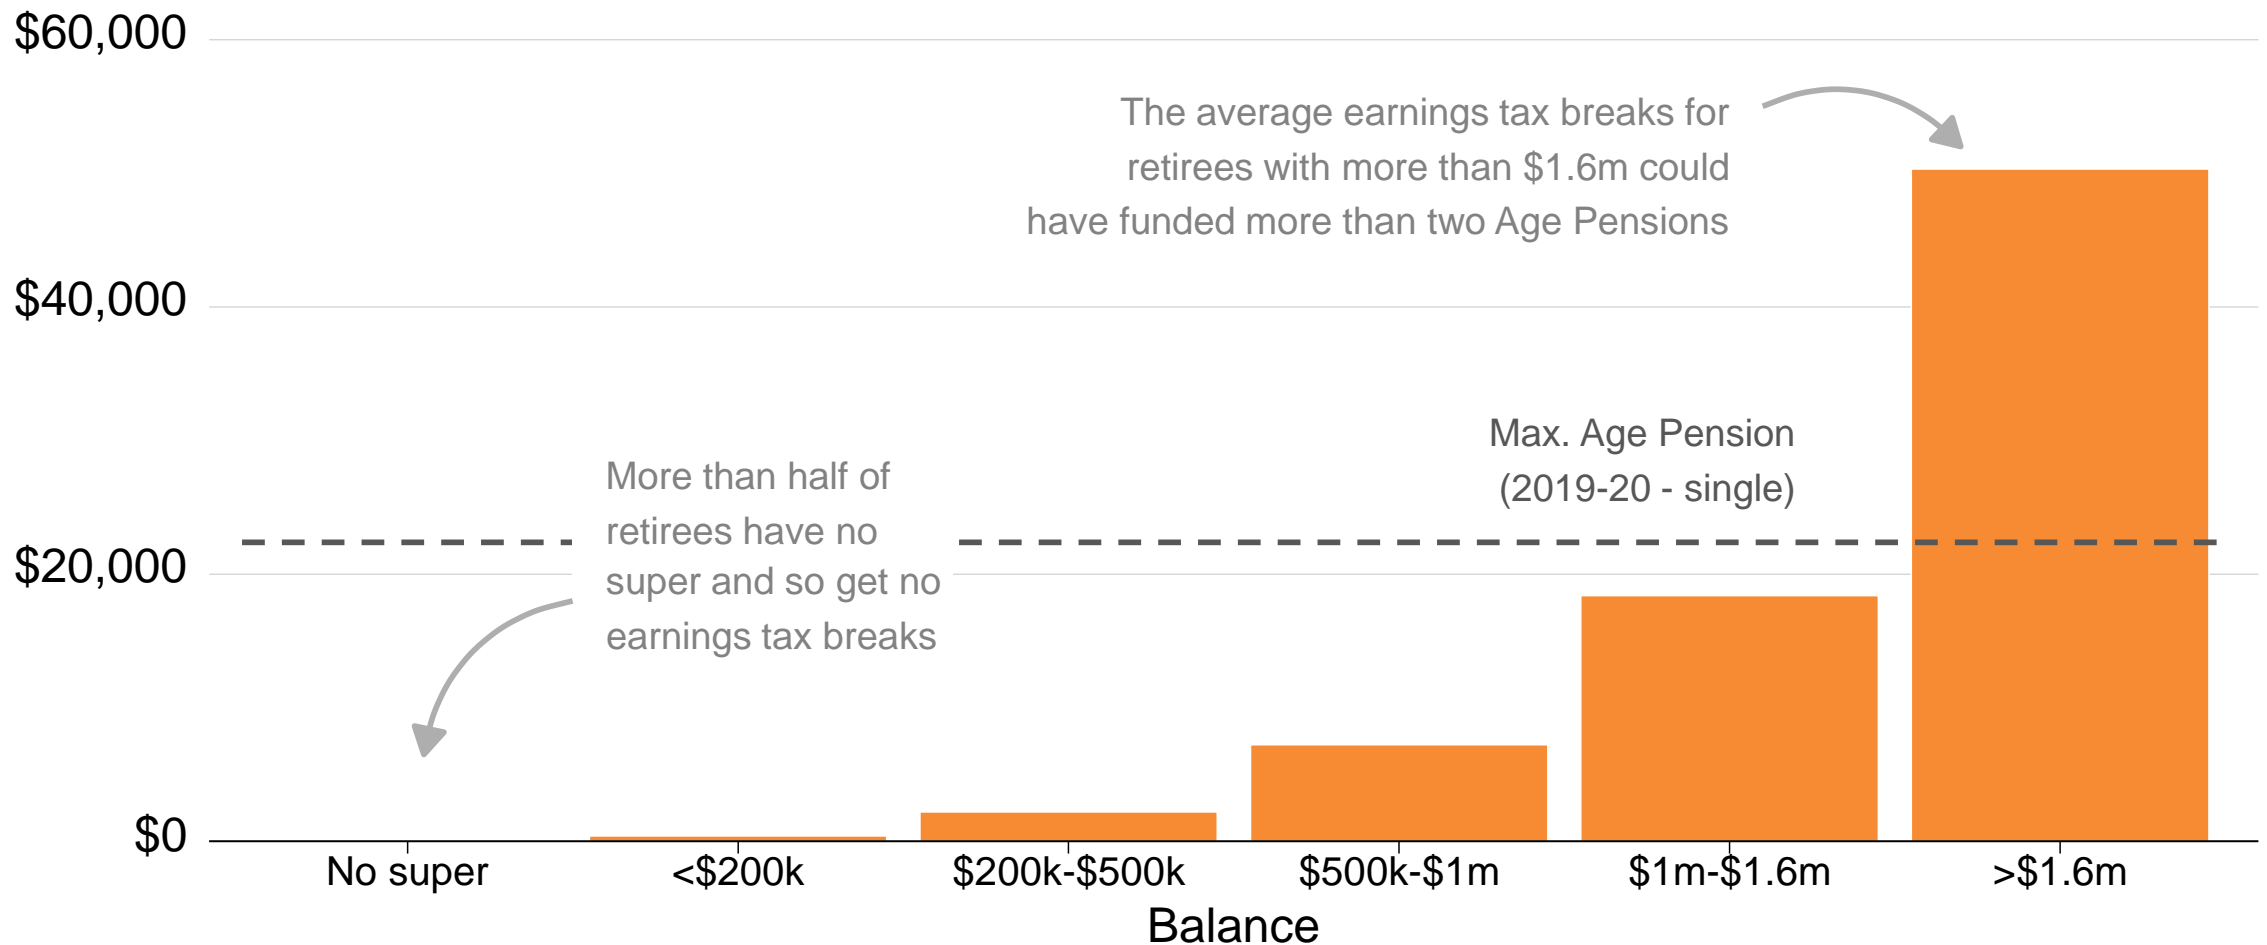 $60,000
The average earnings tax breaks for
retirees with more than $1.6m could
have funded more than two Age Pensions
$40,000
Max. Age Pension
(2019-20 - single)
More than half of
retirees have no
super and so get no
earnings tax breaks
$20,000
$0
No super
<$200k
$200k-$500k
$500k-$1m
$1m-$1.6m
>$1.6m
Balance